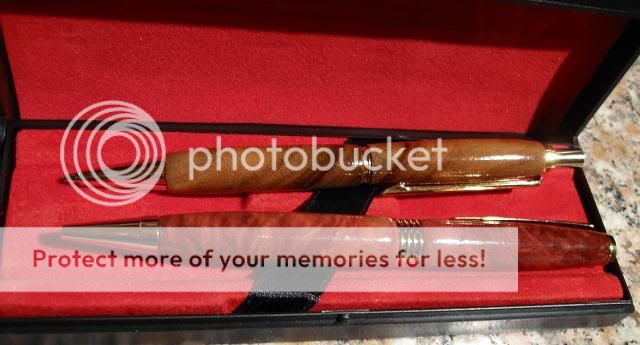 photobucket
Protect more of your memories for less!